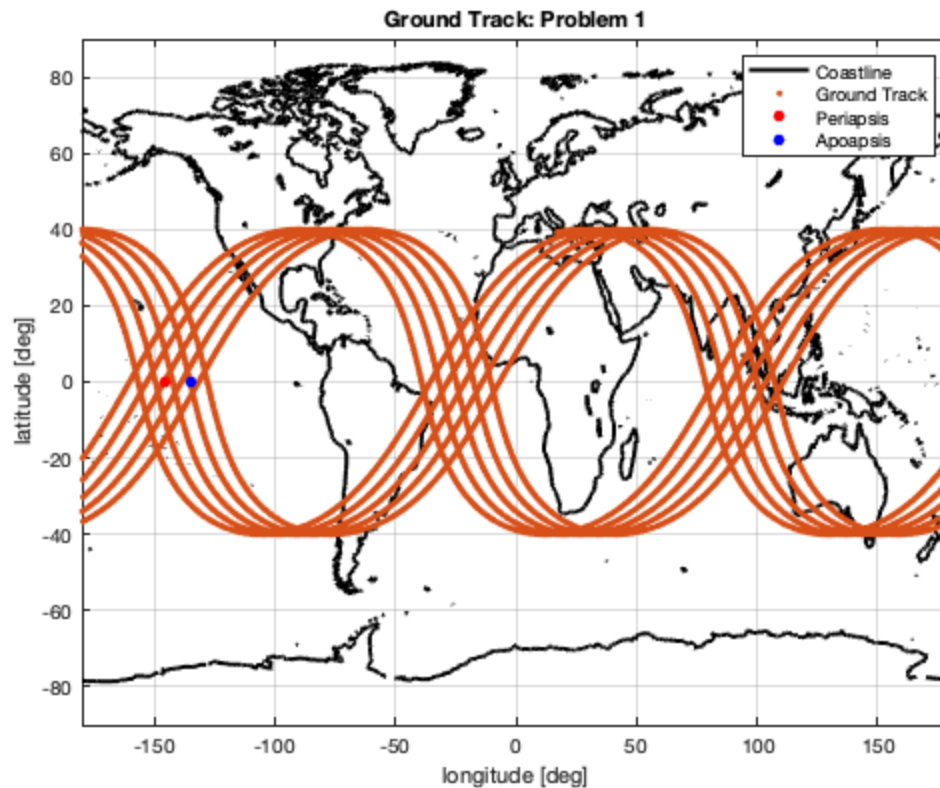 Ground Track: Problem 1
Coastline
Ground Track
Periapsis
Apoapsis
latitude [deg]
80
60
40
20
0
-20
-40
-60
-80
-150
-100
-50
0
50
100
150
longitude [deg]